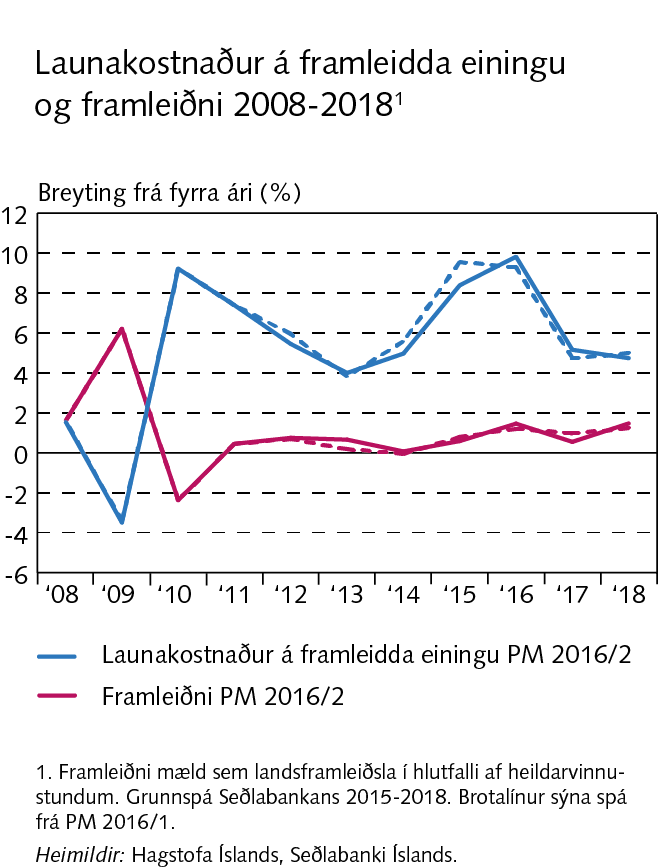 Launakostnaður á framleidda einingu
og framleiðni 2008-2018¹
Breyting frá fyrra ári (%)
12
10
8
6
4
2
0
-2
-4
-6
‘08 ‘09 ‘10 ‘11 ‘12 ‘13 ‘14 ‘15 ‘16 ‘17 ‘18
Launakostnaður á framleidda einingu PM 2016/2
Framleiðni PM 2016/2
1. Framleiðni mæld sem landsframleiðsla í hlutfalli af heildarvinnu-
stundum. Grunnspá Seðlabankans 2015-2018. Brotalínur sýna spá
frá PM 2016/1.
Heimildir: Hagstofa Íslands, Seðlabanki Íslands.